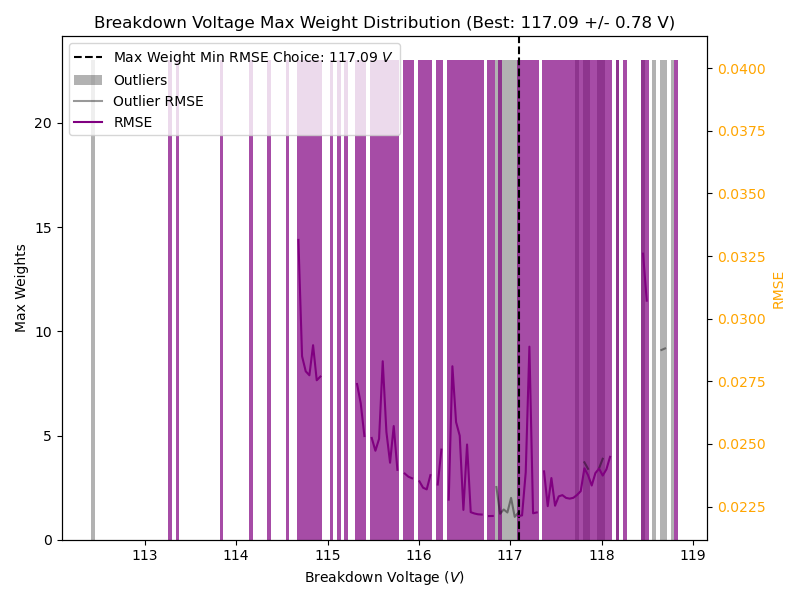 Breakdown Voltage Max Weight Distribution (Best: 117.09 +/- 0.78 V)
Max Weight Min RMSE Choice: 117.09 V
Outliers
Outlier RMSE
RMSE
Max Weights
0
5
10
15
20
0.0400
0.0375
0.0350
0.0325
0.0300
0.0275
0.0250
0.0225
RMSE
113 114 115 116 117 118 119
Breakdown Voltage (V)